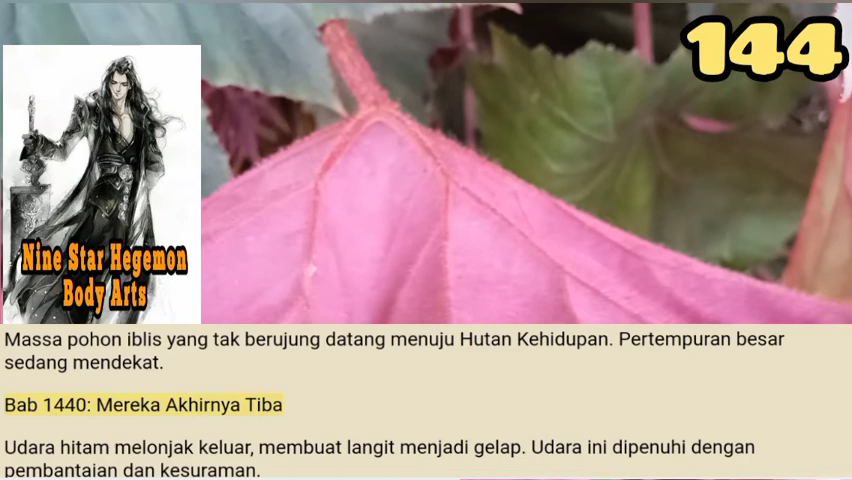 144
Nine Star Hegemon
Body Arts
Massa pohon iblis yang tak berujung datang menuju Hutan Kehidupan. Pertempuran besar
sedang mendekat.
Bab 1440: Mereka Akhirnya Tiba
Udara hitam melonjak keluar, membuat langit menjadi gelap. Udara ini dipenuhi dengan
pembantaian dan kesuraman.